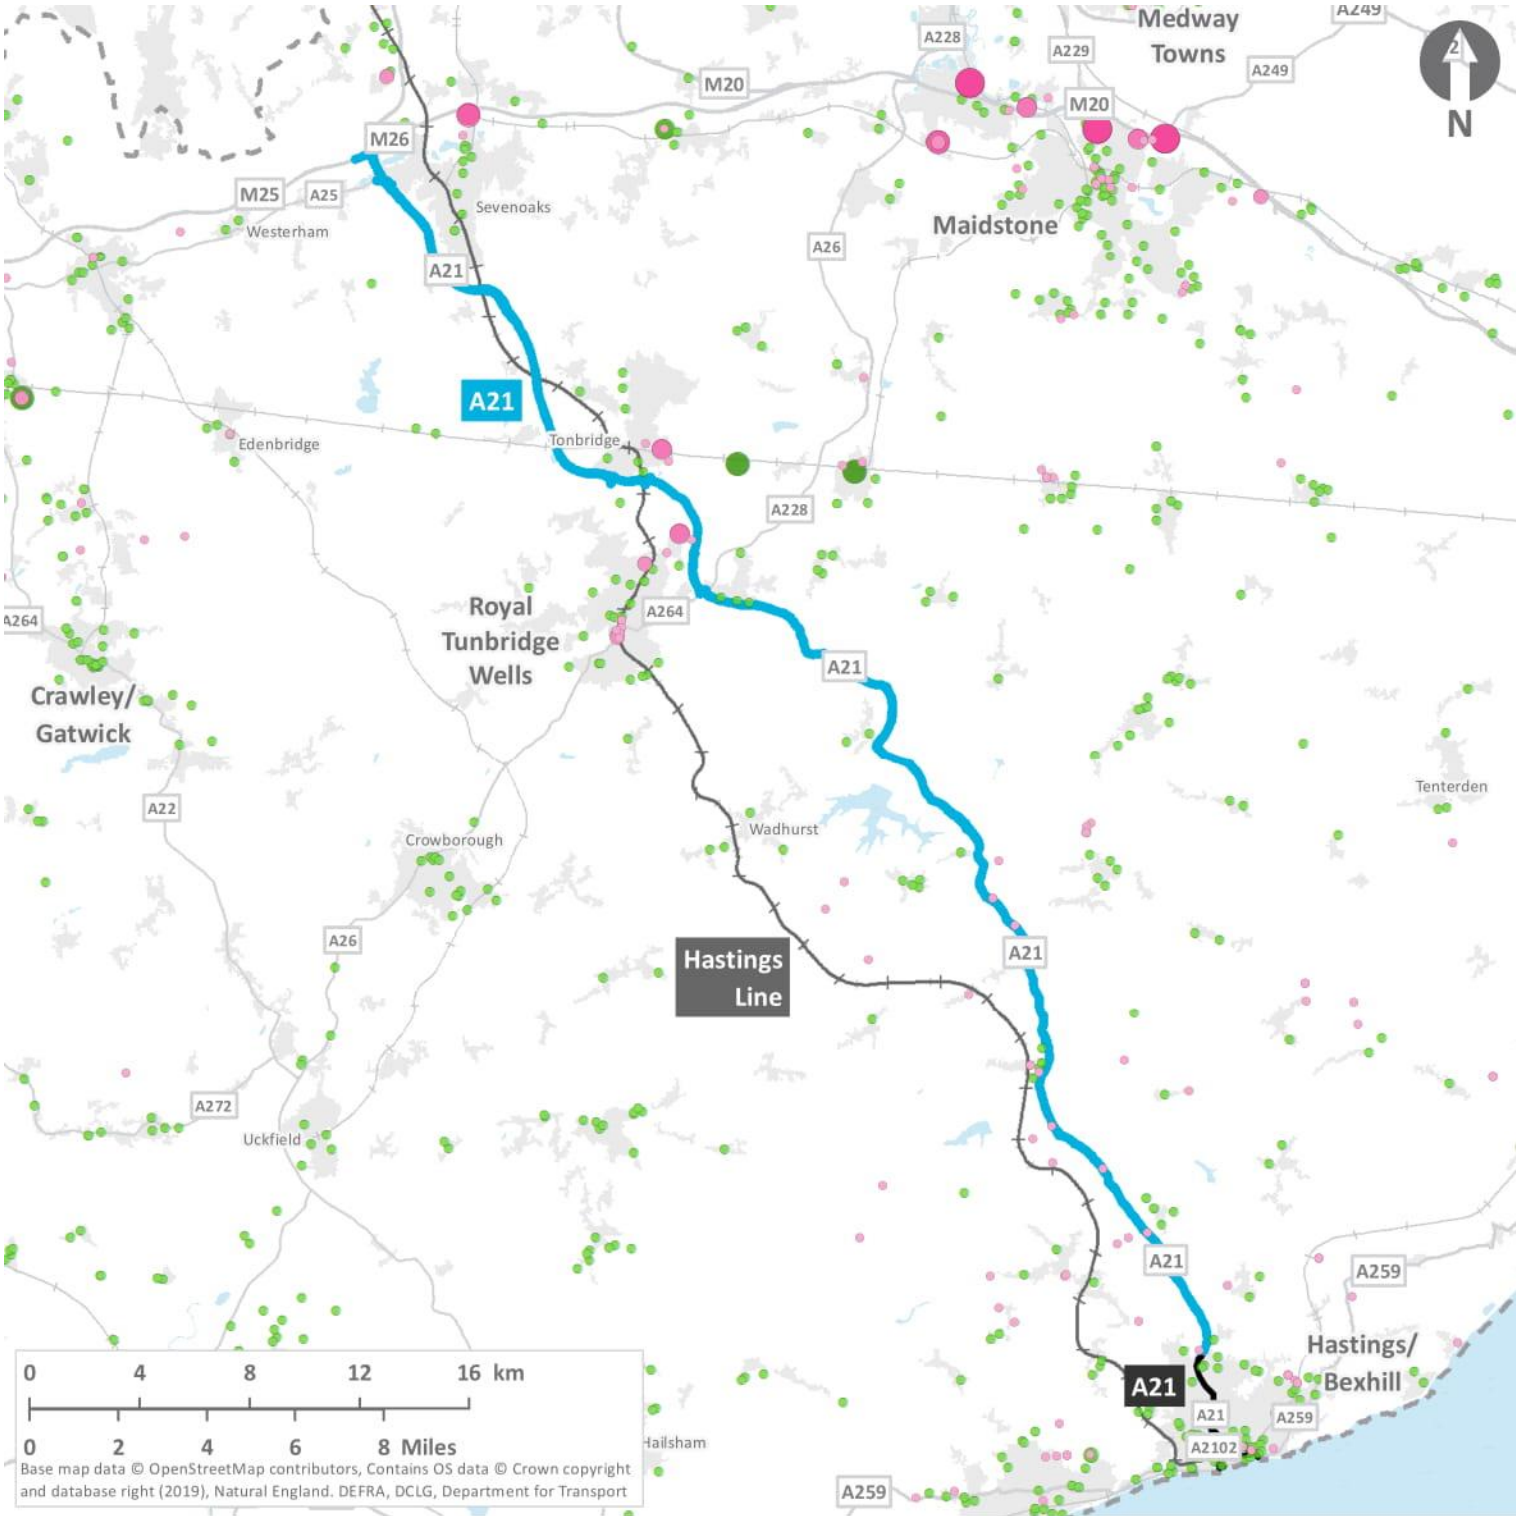 Medway
Towns
A249
A228
A229
A249
2
N
M20
M20
M26
M25
A25
Sevenoaks
Westerham
Maidstone
A26
A21
A21
Tonbridge
Edenbridge
A228
A264
Royal
Tunbridge
Wells
A264
A21
Crawley/
Gatwick
A22
Tenterden
Wadhurst
Crowborough
A26
A21
Hastings
Line
A272
Uckfield
A21
A259
Hastings/
Bexhill
A21
A21
A259
A2102
Hailsham
A259
0 4 8 12 16 km
0 2 4 6 8 Miles
Base map data © OpenStreetMap contributors, Contains OS data © Crown copyright
and database right (2019), Natural England. DEFRA, DCLG, Department for Transport